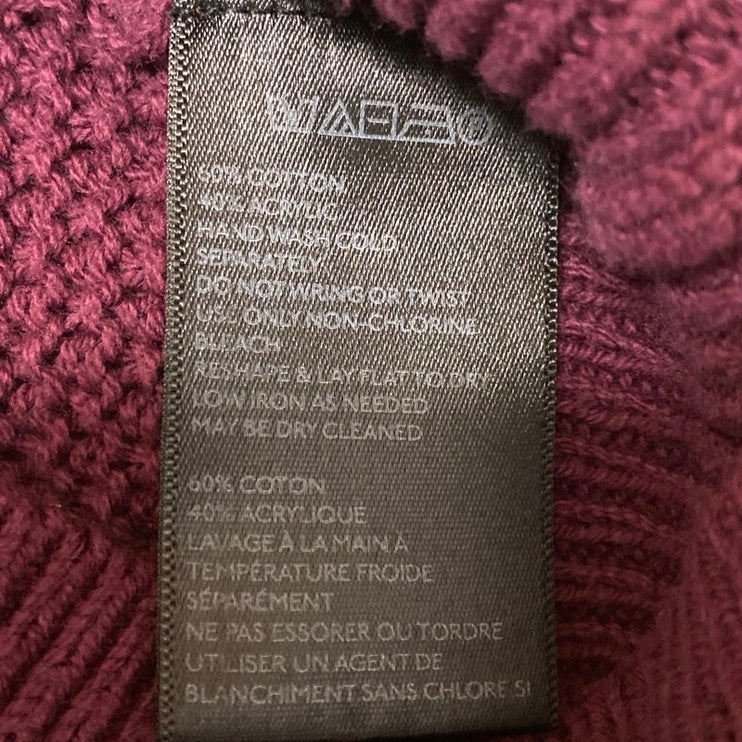 60% COTTON
40% ACRYLIC
HAND WASH COLD
SEPARATELY
DO NOT WRING OR TWIST
USE ONLY NON-CHLORINE
BLEACH
RESHAPE & LAY FLAT TO DRY
LOW IRON AS NEEDED
MAY BE DRY CLEANED
60% COTON
40% ACRYLIQUE
LAVAGE À LA MAIN À
TEMPÉRATURE FROIDE
SÉPARÉMENT
NE PAS ESSORER OU TORDRE
UTILISER UN AGENT DE
BLANCHIMENT SANS CHLORE SI